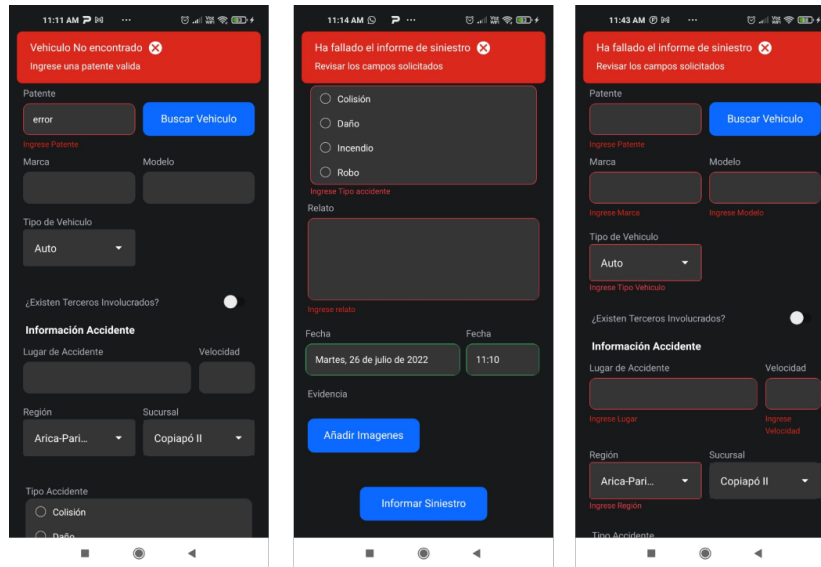 11:11 AM
Vehiculo No encontrado
Ingrese una patente valida
Patente
error
Buscar Vehiculo
Ingrese Patente
Marca
Modelo
Tipo de Vehiculo
Auto
¿Existen Terceros Involucrados?
Información Accidente
Lugar de Accidente
Velocidad
Región
Sucursal
Arica-Pari...
Copiapó II
Tipo Accidente
Colisión
Daño
11:14 AM
Ha fallado el informe de siniestro
Revisar los campos solicitados
Colisión
Daño
Incendio
Robo
Ingrese Tipo accidente
Relato
Ingrese relato
Fecha
Fecha
Martes, 26 de julio de 2022
11:10
Evidencia
Añadir Imagenes
Informar Siniestro
11:43 AM
Ha fallado el informe de siniestro
Revisar los campos solicitados
Patente
Buscar Vehiculo
Ingrese Patente
Marca
Modelo
Ingrese Marca
Ingrese Modelo
Tipo de Vehiculo
Auto
Ingrese Tipo Vehiculo
¿Existen Terceros Involucrados?
Información Accidente
Lugar de Accidente
Velocidad
Ingrese Lugar
Ingrese
Velocidad
Región
Sucursal
Arica-Pari...
Copiapó II
Ingrese Región
Tipo Accidente